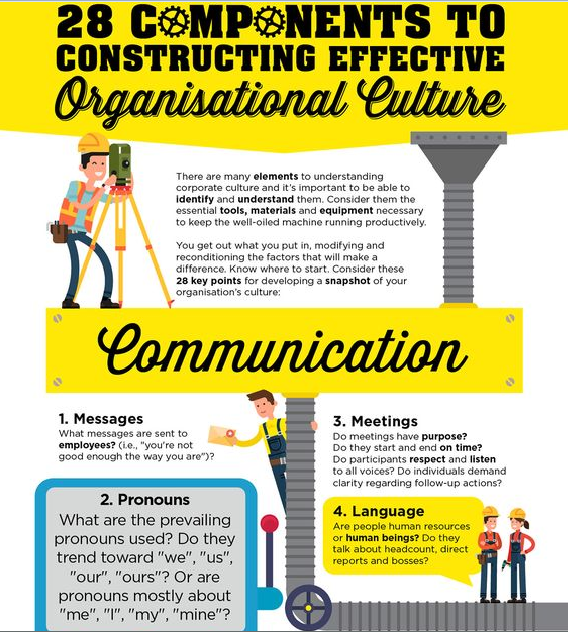 28 COMPONENTS TO
CONSTRUCTING EFFECTIVE
Organisational Culture
There are many elements to understanding
corporate culture and it's important to be able to
identify and understand them. Consider them the
essential tools, materials and equipment necessary
to keep the well-oiled machine running productively.
You get out what you put in, modifying and
reconditioning the factors that will make a
difference. Know where to start. Consider these
28 key points for developing a snapshot of your
organisation's culture:
Communication
1. Messages
What messages are sent to
employees? (i.e., "you're not
good enough the way you are")?
2. Pronouns
What are the prevailing
pronouns used? Do they
trend toward "we", "us",
"our", "ours"? Or are
pronouns mostly about
"me", "I", "my", "mine"?
3. Meetings
Do meetings have purpose?
Do they start and end on time?
Do participants respect and listen
to all voices? Do individuals demand
clarity regarding follow-up actions?
4. Language
Are people human resources
or human beings? Do they
talk about headcount, direct
reports and bosses?